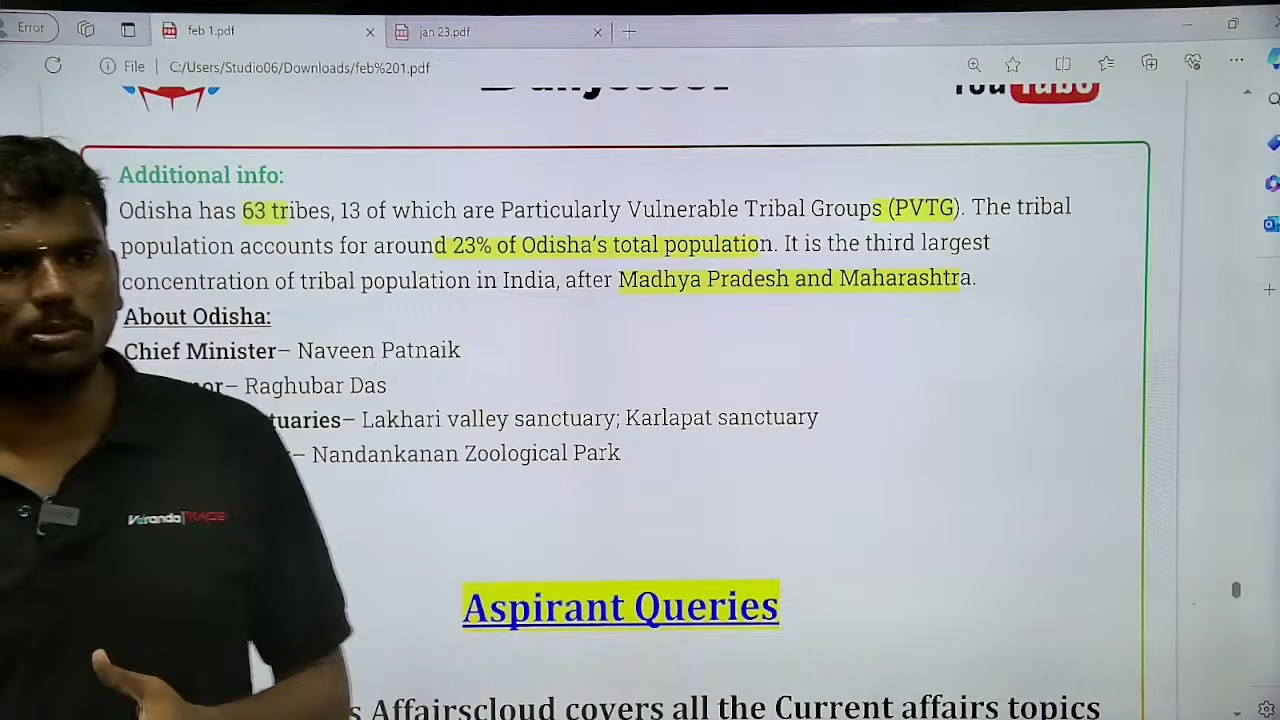 Error
feb 1.pdf
jan 23.pdf
File
C:/Users/Studio06/Downloads/feb%201.pdf
YouTube
Additional info:
Odisha has 63 tribes, 13 of which are Particularly Vulnerable Tribal Groups (PVTG). The tribal
population accounts for around 23% of Odisha’s total population. It is the third largest
concentration of tribal population in India, after Madhya Pradesh and Maharashtra.
About Odisha:
Chief Minister– Naveen Patnaik
– Raghubar Das
– Lakhari valley sanctuary; Karlapat sanctuary
– Nandankanan Zoological Park
Veranda RACE
Aspirant Queries
Affairscloud covers all the Current affairs topics